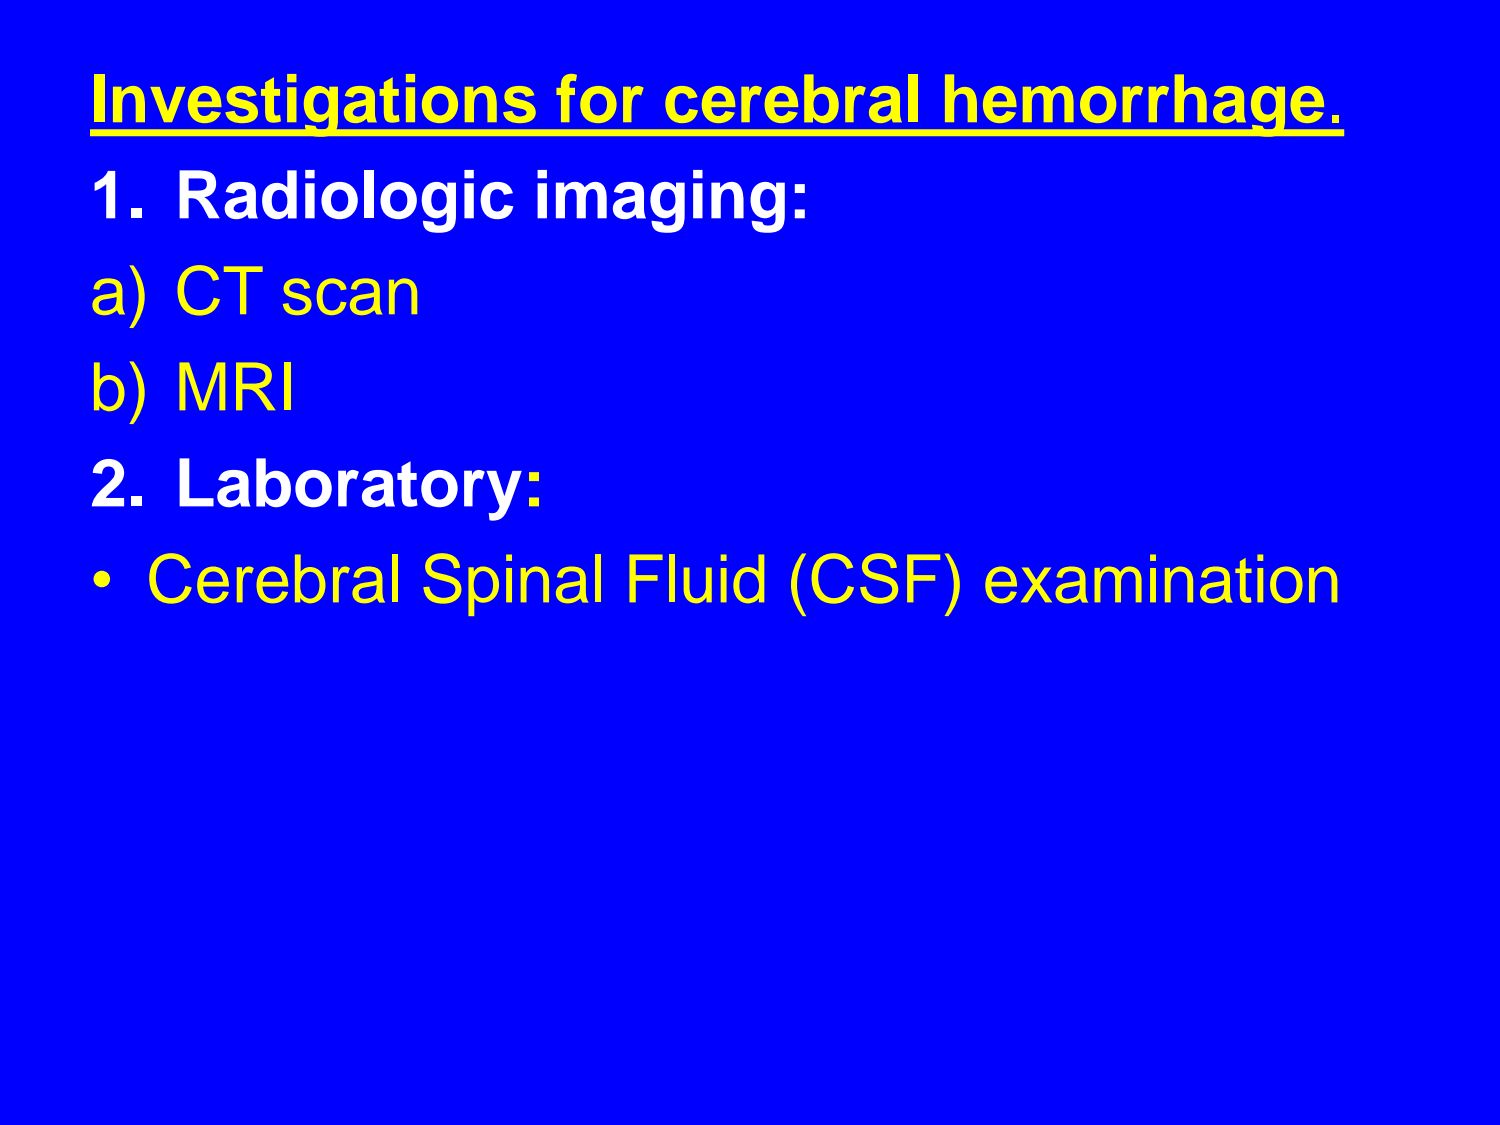 Investigations for cerebral hemorrhage.
1. Radiologic imaging:
a) CT scan
b) MRI
2. Laboratory:
• Cerebral Spinal Fluid (CSF) examination